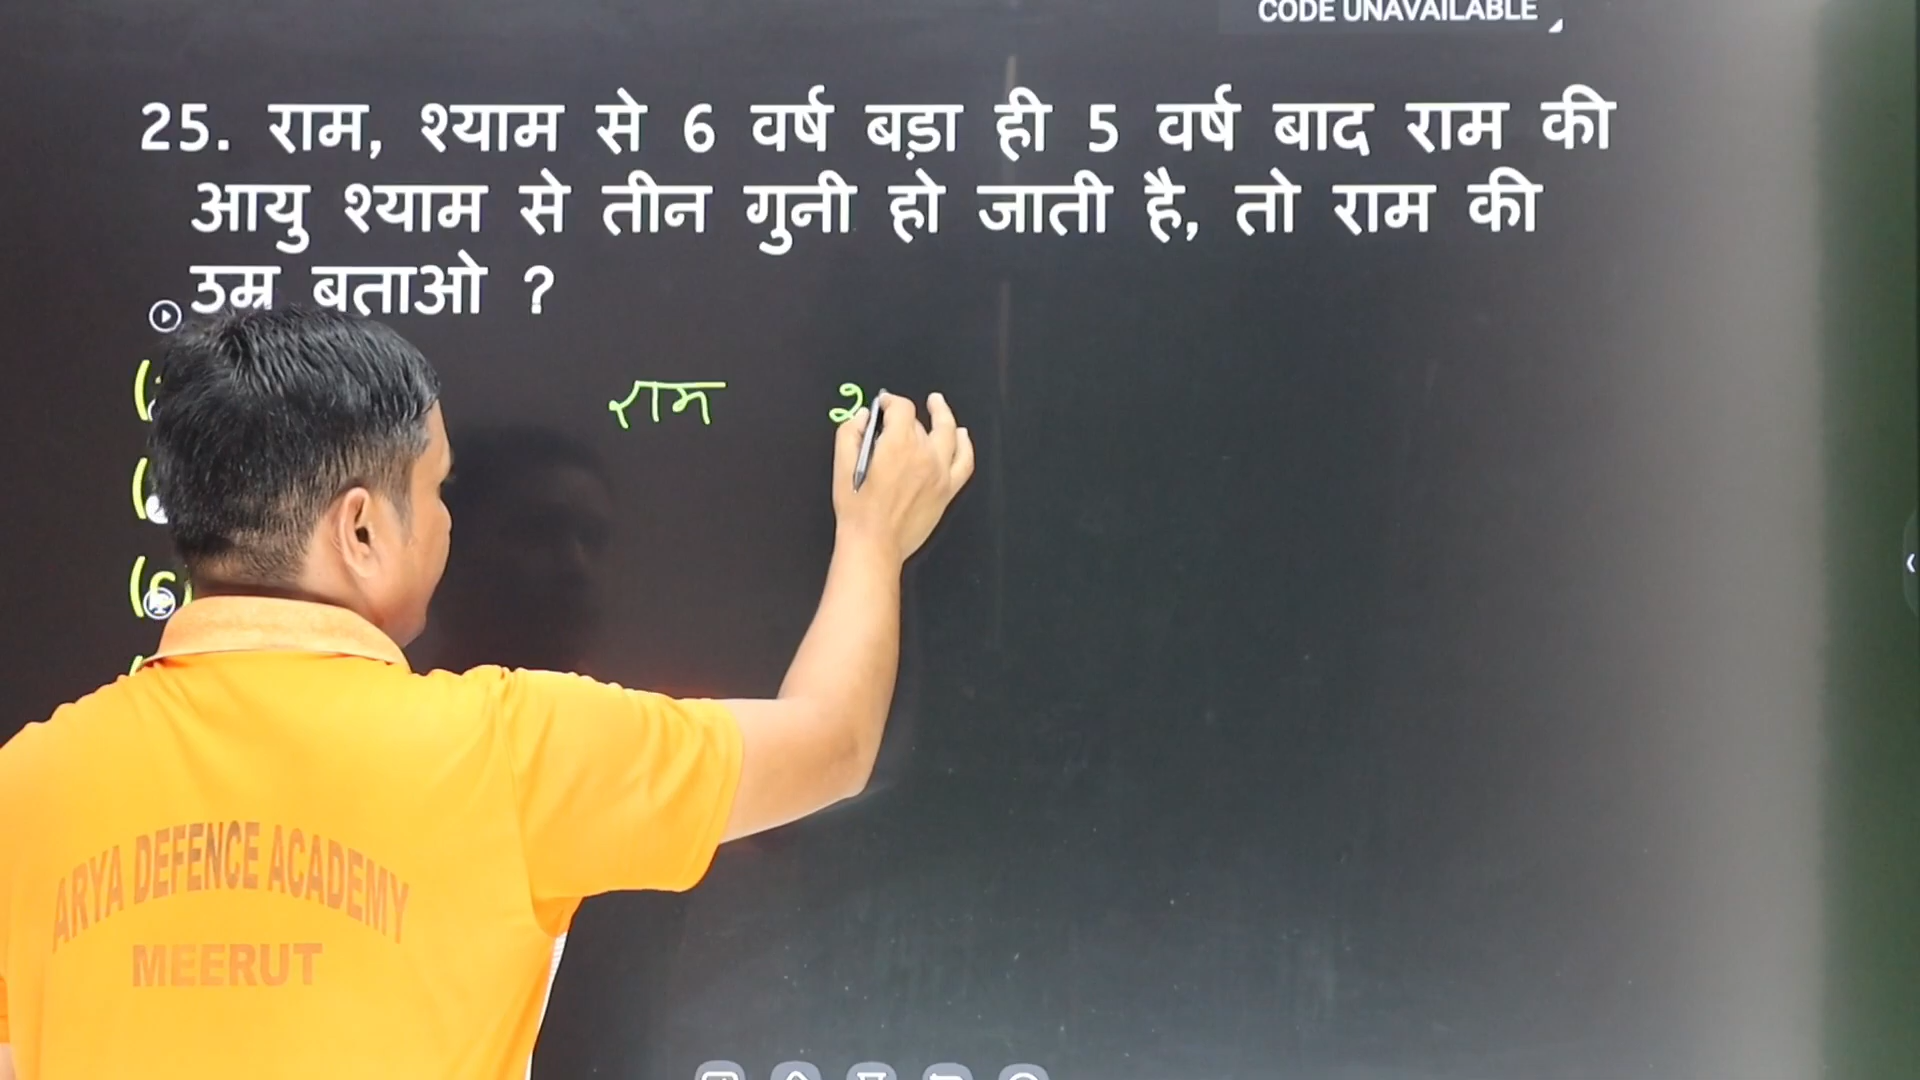 CODE UNAVAILABLE
25. राम, श्याम से 6 वर्ष बड़ा ही 5 वर्ष बाद राम की
आयु श्याम से तीन गुनी हो जाती है, तो राम की
उम्र बताओ ?
राम
ARYA DEFENCE ACADEMY
MEERUT